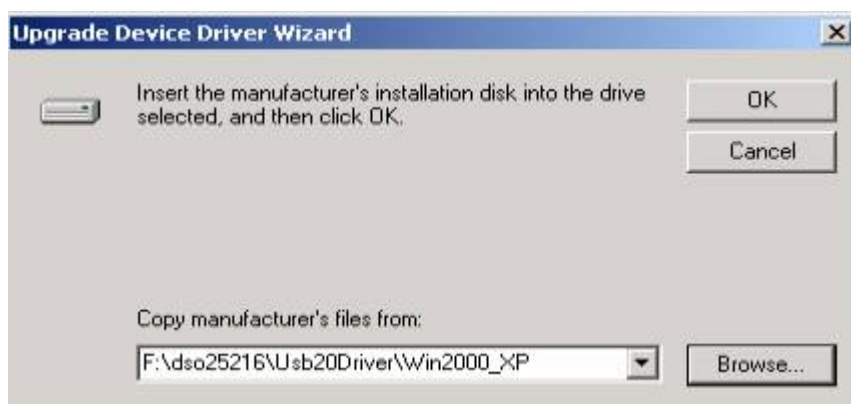 Upgrade Device Driver Wizard
Insert the manufacturer's installation disk into the drive
selected, and then click OK.
OK
Cancel
Copy manufacturer's files from:
F:\dso25216\Usb20Driver\Win2000_XP
Browse...